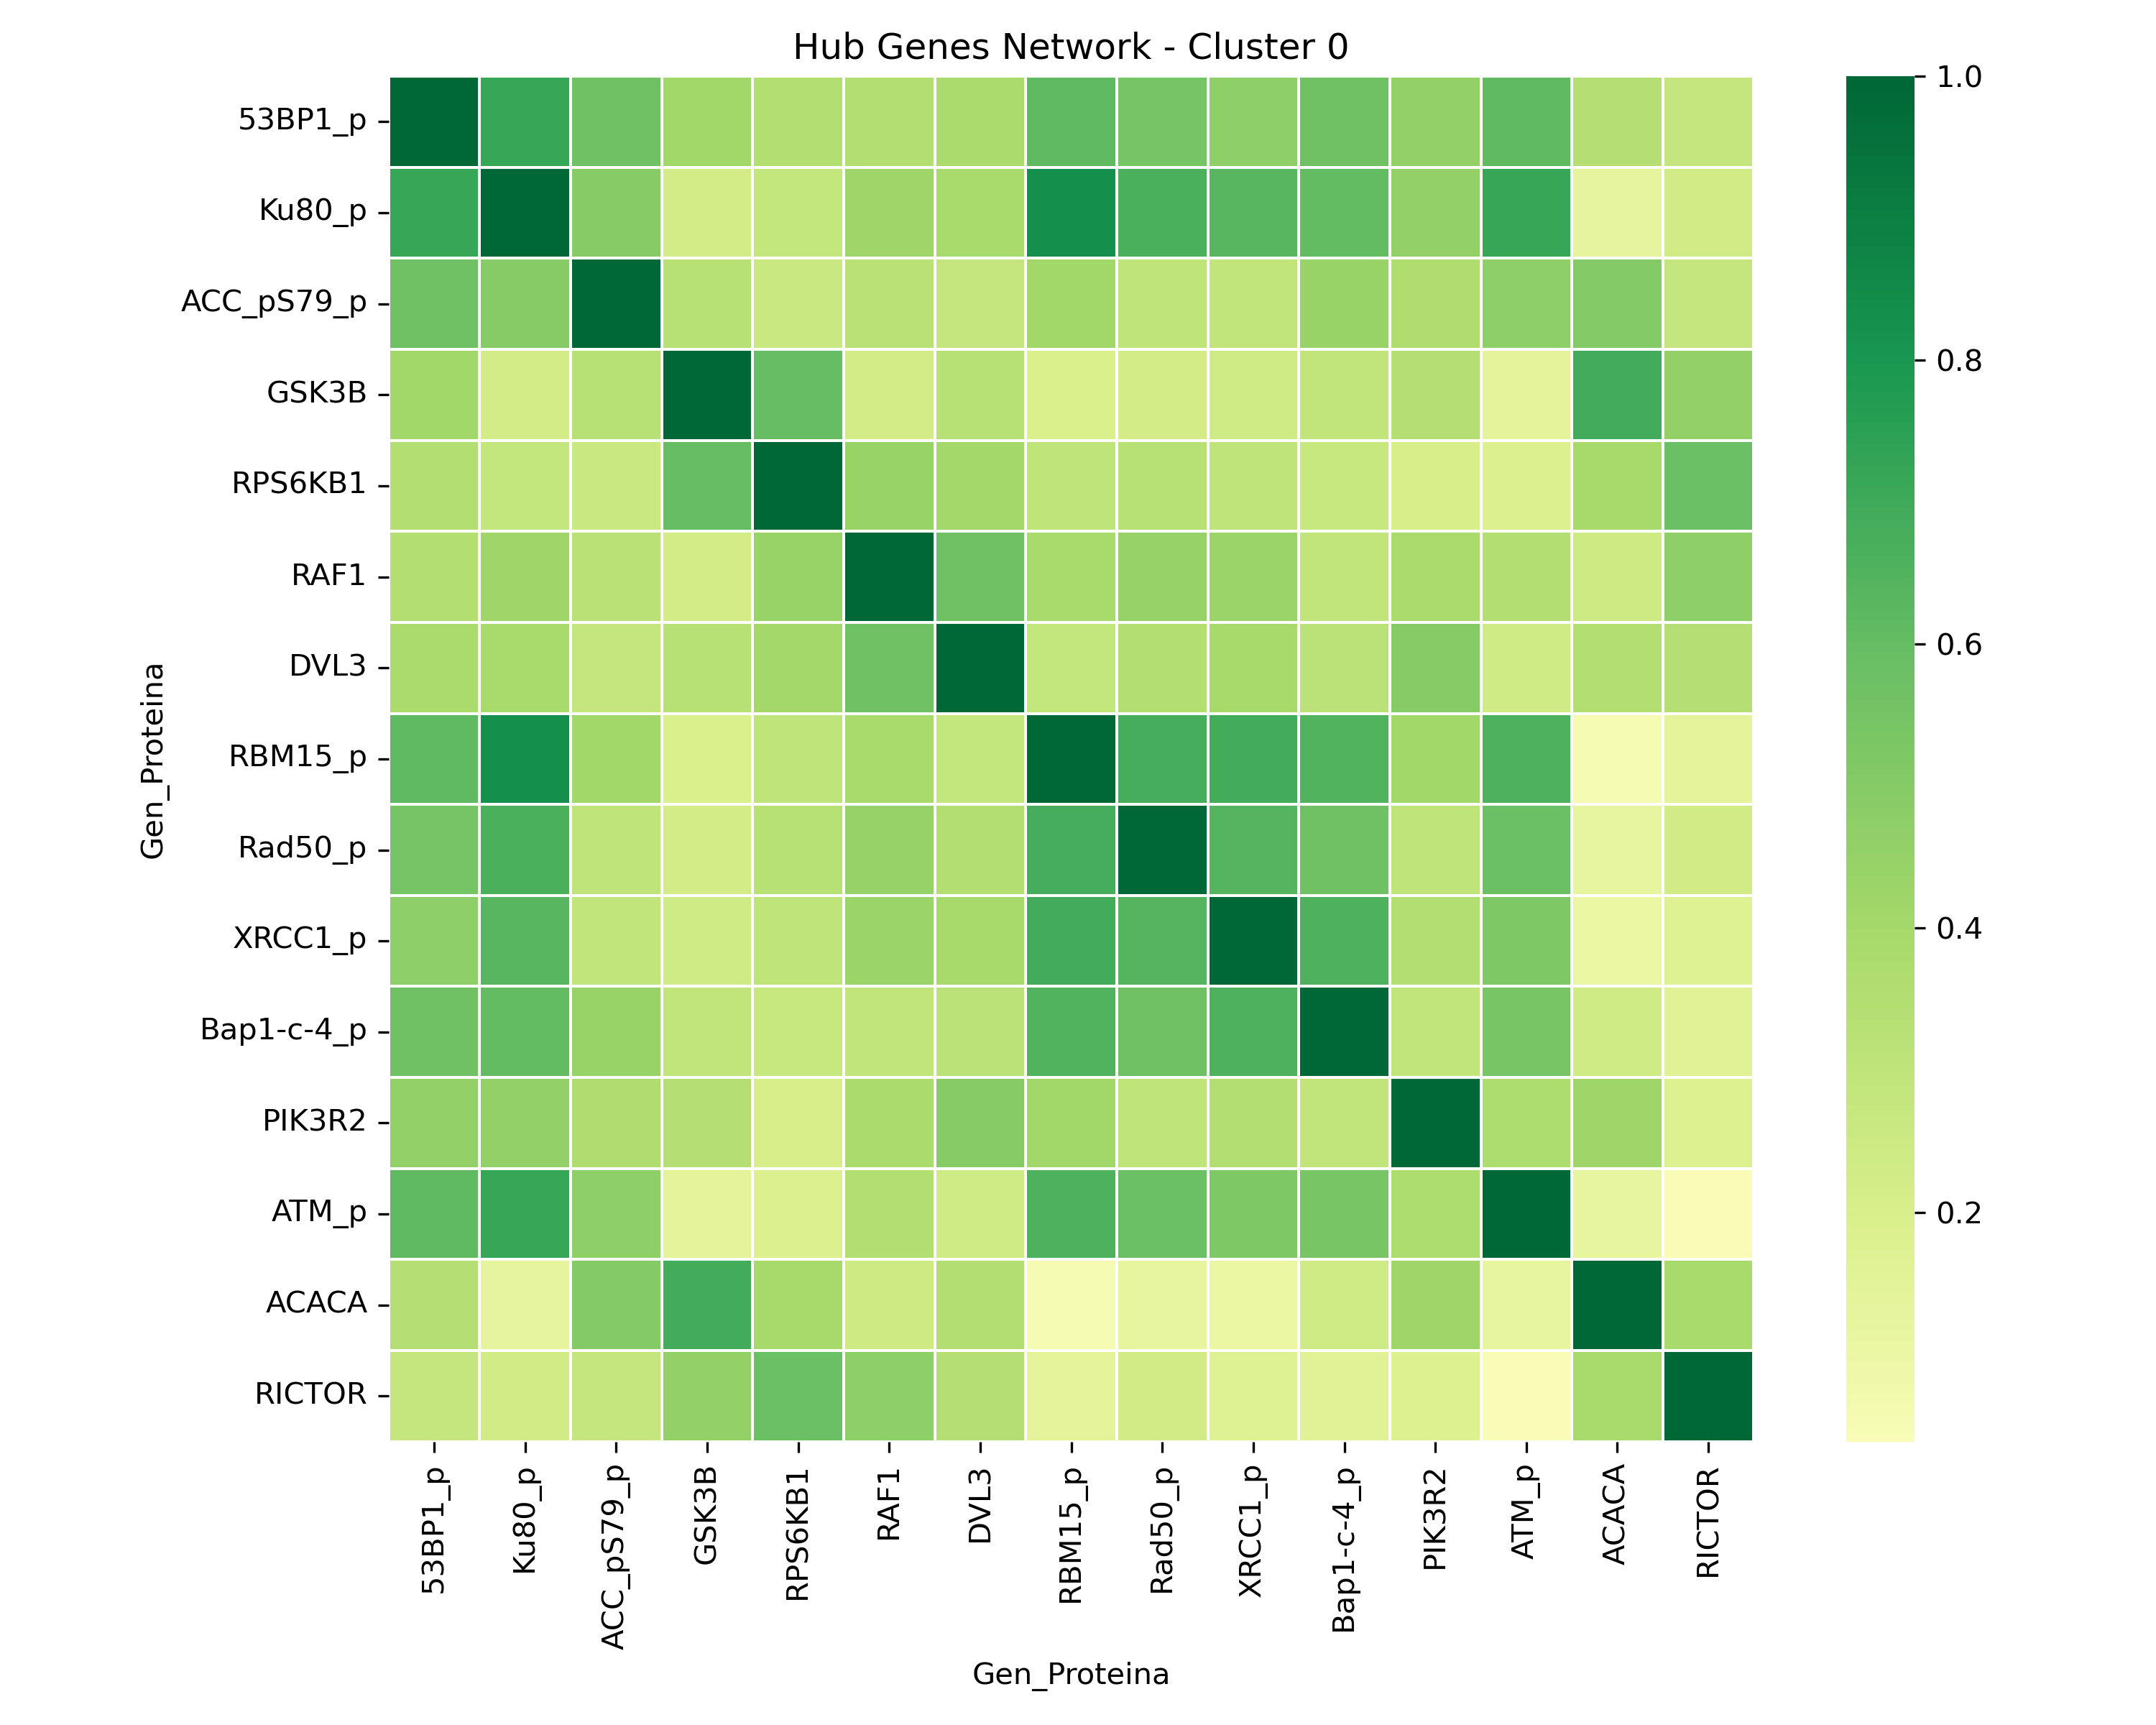 Hub Genes Network - Cluster 0
53BP1_p
Ku80_p
ACC_pS79_p
GSK3B
RPS6KB1
RAF1
DVL3
RBM15_p
Rad50_p
XRCC1_p
Bap1-c-4_p
PIK3R2
ATM_p
ACACA
RICTOR
Gen_Proteina
53BP1_p
Ku80_p
ACC_pS79_p
GSK3B
RPS6KB1
RAF1
DVL3
RBM15_p
Rad50_p
XRCC1_p
Bap1-c-4_p
PIK3R2
ATM_p
ACACA
RICTOR
Gen_Proteina
1.0
0.8
0.6
0.4
0.2